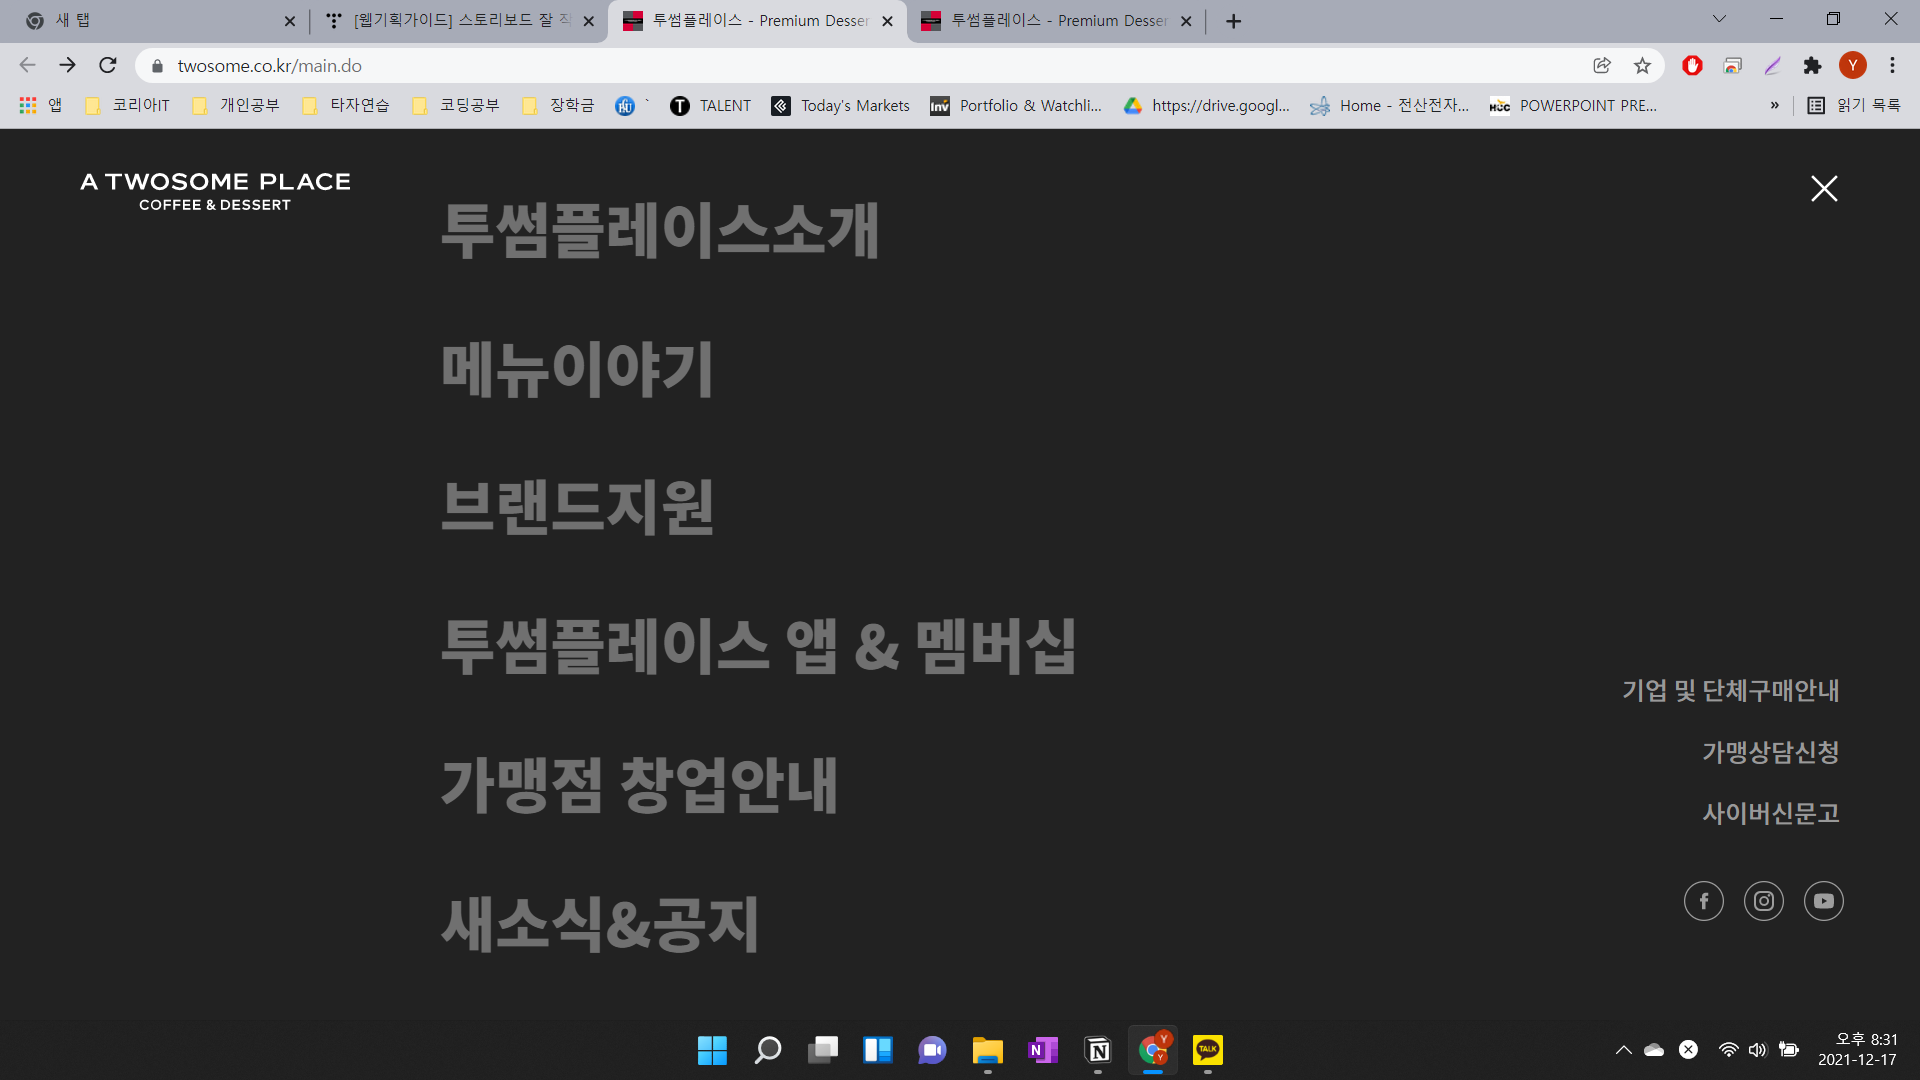 새 탭
[웹기획가이드] 스토리보드 잘 작
투썸플레이스 - Premium Desser
투썸플레이스 - Premium Desser
twosome.co.kr/main.do
Y
앱
코리아IT
개인공부
타자연습
코딩공부
장학금
`
TALENT
Today's Markets
Portfolio & Watchli...
https://drive.googl...
Home - 전산전자...
POWERPOINT PRE...
»
읽기 목록
A TWOSOME PLACE
COFFEE & DESSERT
투썸플레이스소개
메뉴이야기
브랜드지원
투썸플레이스 앱 & 멤버십
가맹점 창업안내
새소식&공지
기업 및 단체구매안내
가맹상담신청
사이버신문고
TALK
오후 8:31
2021-12-17